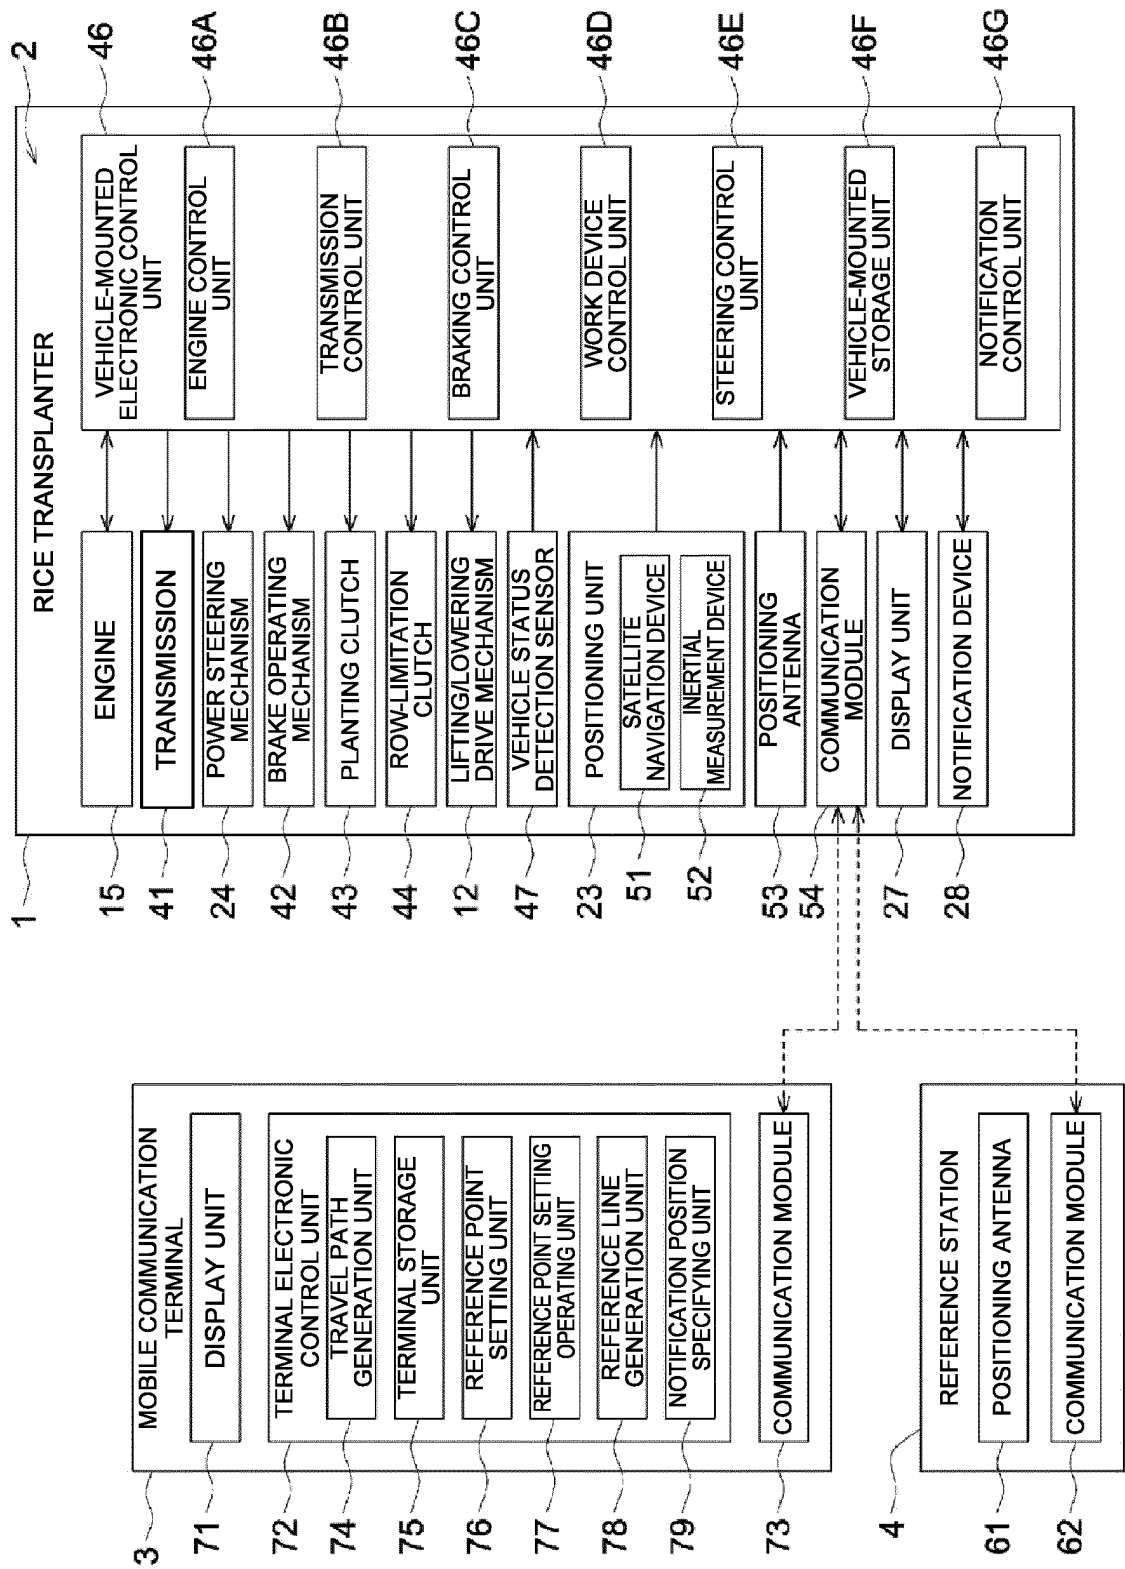 2
1
RICE TRANSPLANTER
15
ENGINE
41
TRANSMISSION
24
POWER STEERING
MECHANISM
42
BRAKE OPERATING
MECHANISM
43
PLANTING CLUTCH
44
ROW-LIMITATION
CLUTCH
12
LIFTING/LOWERING
DRIVE MECHANISM
47
VEHICLE STATUS
DETECTION SENSOR
23
POSITIONING UNIT
51
SATELLITE
NAVIGATION DEVICE
52
INERTIAL
MEASUREMENT DEVICE
53
POSITIONING
ANTENNA
54
COMMUNICATION
MODULE
27
DISPLAY UNIT
28
NOTIFICATION DEVICE
46
VEHICLE-MOUNTED
ELECTRONIC CONTROL
UNIT
46A
ENGINE CONTROL
UNIT
46B
TRANSMISSION
CONTROL UNIT
46C
BRAKING CONTROL
UNIT
46D
WORK DEVICE
CONTROL UNIT
46E
STEERING CONTROL
UNIT
46F
VEHICLE-MOUNTED
STORAGE UNIT
46G
NOTIFICATION
CONTROL UNIT
3
MOBILE COMMUNICATION
TERMINAL
71
DISPLAY UNIT
72
TERMINAL ELECTRONIC
CONTROL UNIT
74
TRAVEL PATH
GENERATION UNIT
75
TERMINAL STORAGE
UNIT
76
REFERENCE POINT
SETTING UNIT
77
REFERENCE POINT SETTING
OPERATING UNIT
78
REFERENCE LINE
GENERATION UNIT
79
NOTIFICATION POSITION
SPECIFYING UNIT
73
COMMUNICATION MODULE
4
REFERENCE STATION
61
POSITIONING ANTENNA
62
COMMUNICATION MODULE